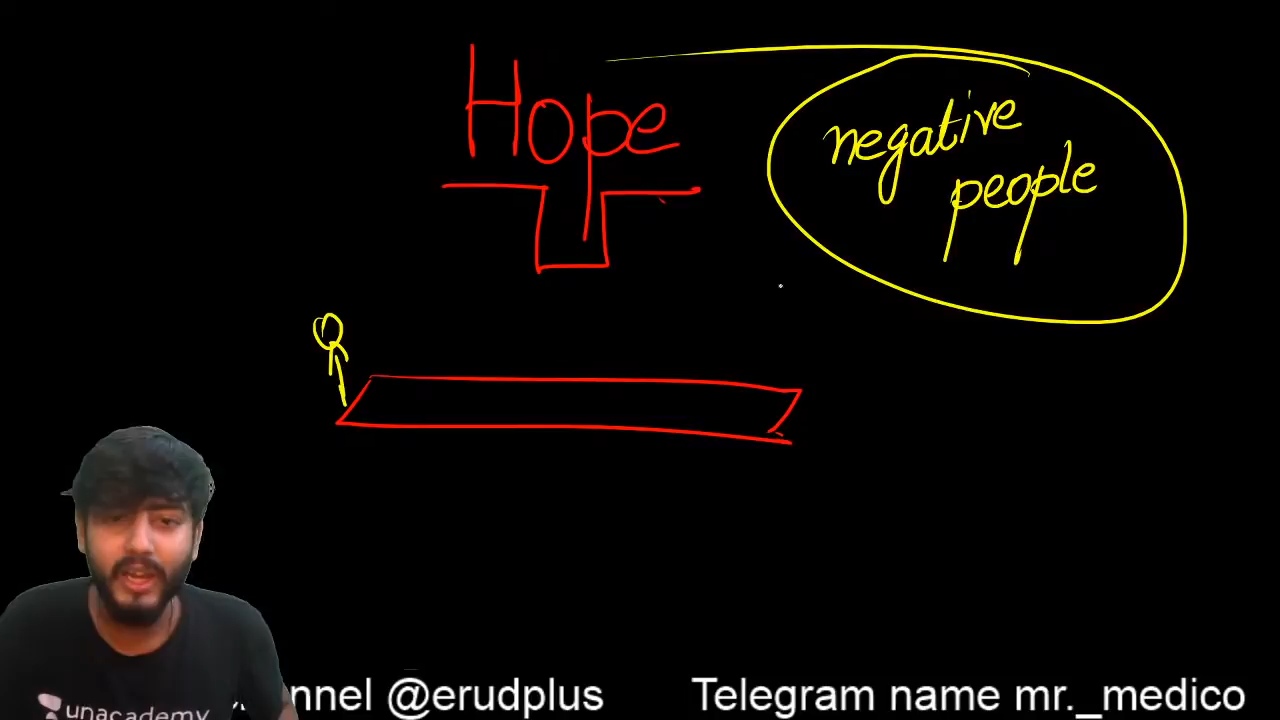 Hope
negative
people
nnel @erudplus Telegram name mr._medico
unacademy